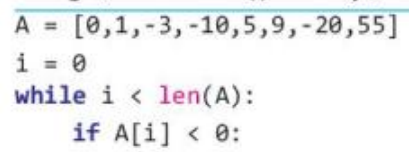 A = [0,1,-3,-10,5,9,-20,55]
i = 0
while i < len(A):
    if A[i] < 0: